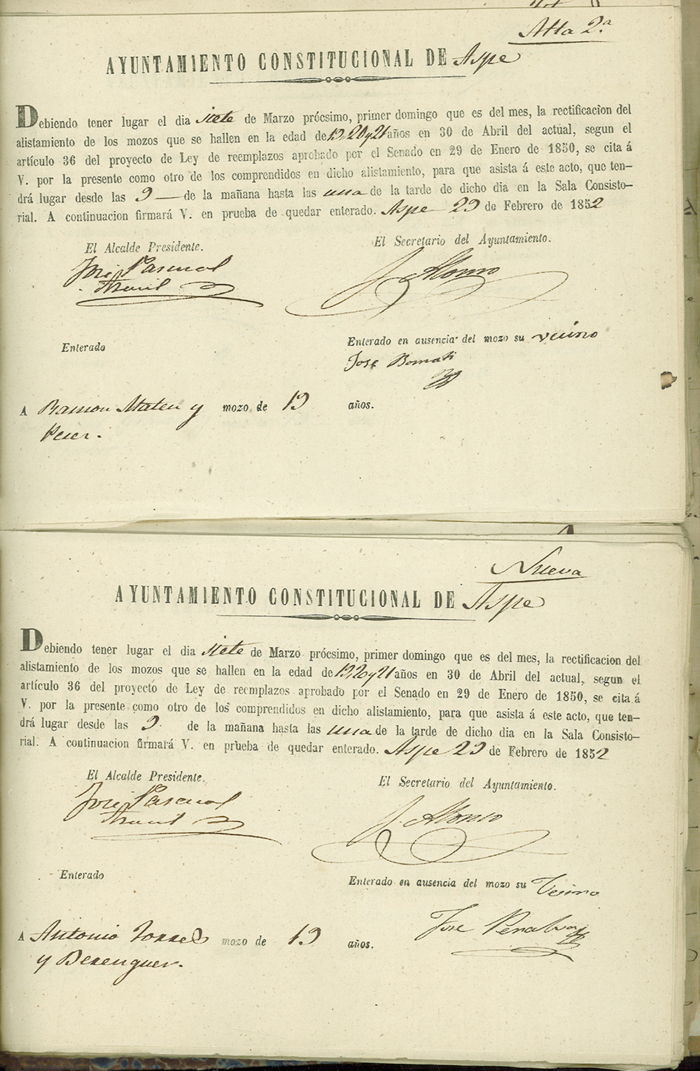 Alta 2.a
AYUNTAMIENTO CONSTITUCIONAL DE Aspe
Debiendo tener lugar el dia siete de Marzo prócsimo, primer domingo que es del mes, la rectificacion del
alistamiento de los mozos que se hallen en la edad de 19 20 y 21 años en 30 de Abril del actual, segun el
artículo 36 del proyecto de Ley de reemplazos aprobado por el Senado en 29 de Enero de 1850, se cita á
V. por la presente como otro de los comprendidos en dicho alistamiento, para que asista á este acto, que ten-
drá lugar desde las 9 de la mañana hasta las una de la tarde de dicho dia en la Sala Consisto-
rial. A continuacion firmará V. en prueba de quedar enterado. Aspe 29 de Febrero de 1852
El Alcalde Presidente. El Secretario del Ayuntamiento.
José Pascual J. Alonso
Enterado Enterado en ausencia del mozo su vecino
José
A Ramon Mateu y mozo de 19 años.
Nueva
AYUNTAMIENTO CONSTITUCIONAL DE Aspe
Debiendo tener lugar el dia siete de Marzo prócsimo, primer domingo que es del mes, la rectificacion del
alistamiento de los mozos que se hallen en la edad de 19 20 y 21 años en 30 de Abril del actual, segun el
artículo 36 del proyecto de Ley de reemplazos aprobado por el Senado en 29 de Enero de 1850, se cita á
V. por la presente como otro de los comprendidos en dicho alistamiento, para que asista á este acto, que ten-
drá lugar desde las 9 de la mañana hasta las una de la tarde de dicho dia en la Sala Consisto-
rial. A continuacion firmará V. en prueba de quedar enterado. Aspe 29 de Febrero de 1852
El Alcalde Presidente. El Secretario del Ayuntamiento.
José Pascual J. Alonso
Enterado Enterado en ausencia del mozo su Vecino
José
A Antonio Torres mozo de 19 años.
y Berenguer.